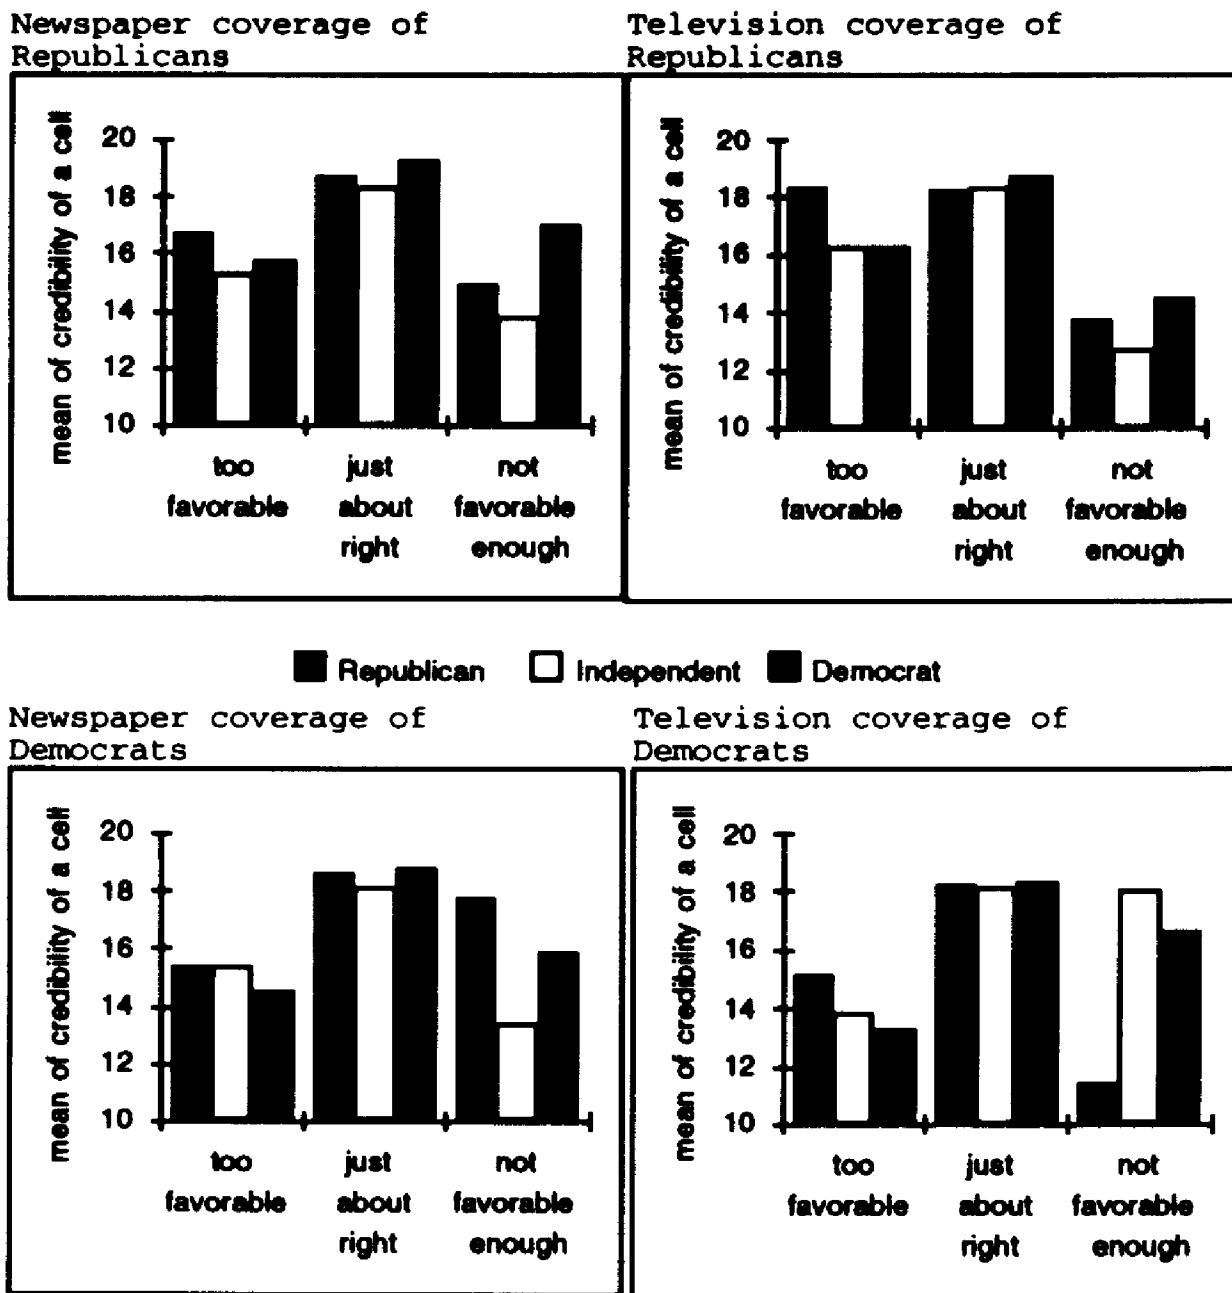 Newspaper coverage of
Republicans
mean of credibility of a cell
20
18
16
14
12
10
too
favorable
just
about
right
not
favorable
enough
Television coverage of
Republicans
mean of credibility of a cell
20
18
16
14
12
10
too
favorable
just
about
right
not
favorable
enough
Republican Independent Democrat
Newspaper coverage of
Democrats
mean of credibility of a cell
20
18
16
14
12
10
too
favorable
just
about
right
not
favorable
enough
Television coverage of
Democrats
mean of credibility of a cell
20
18
16
14
12
10
too
favorable
just
about
right
not
favorable
enough